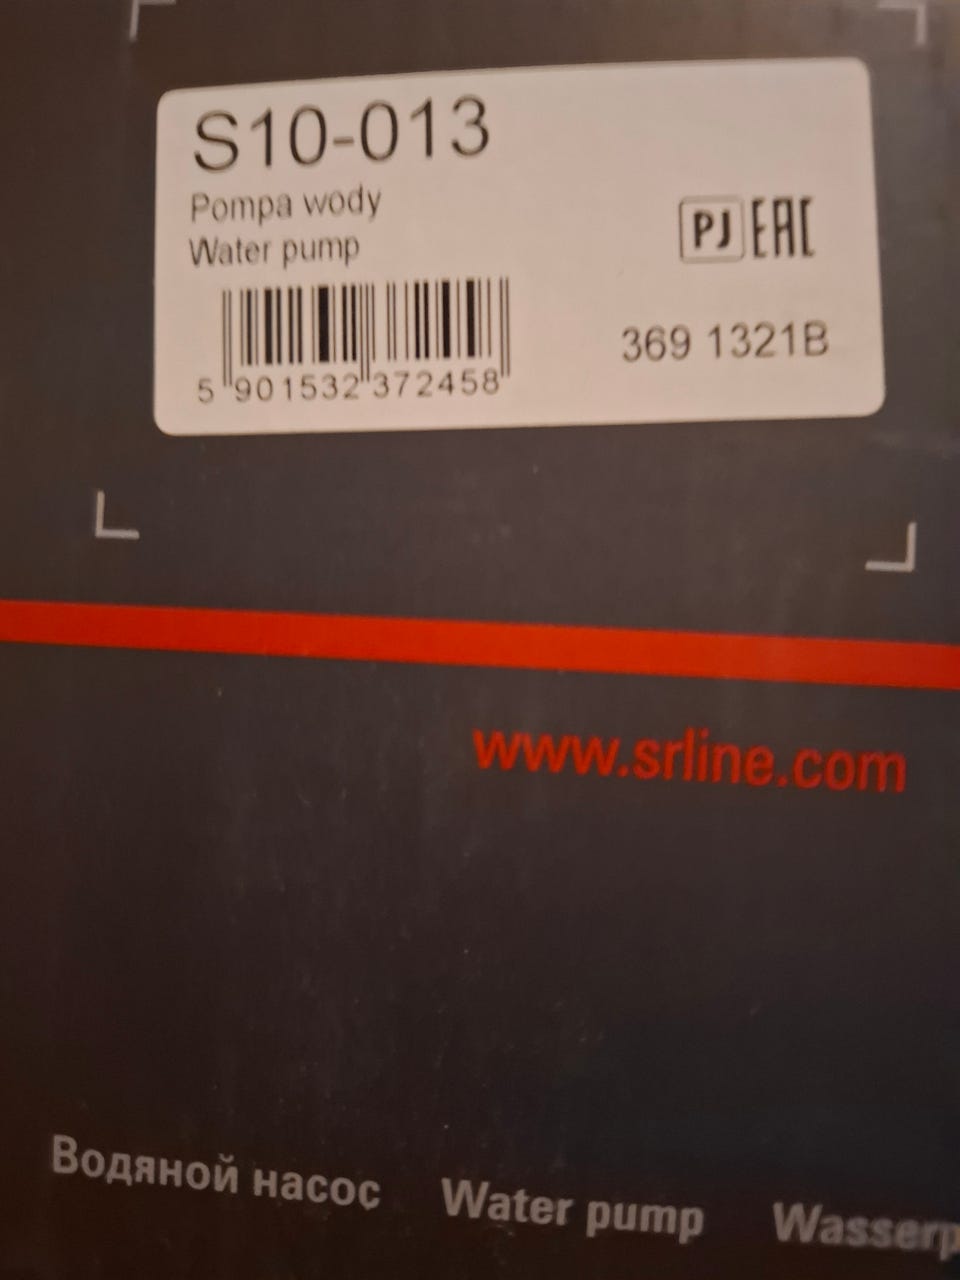 S10-013
Pompa wody
Water pump
PJ EAC
5 901532 372458
369 1321B
www.srline.com
Водяной насос Water pump Wasserp